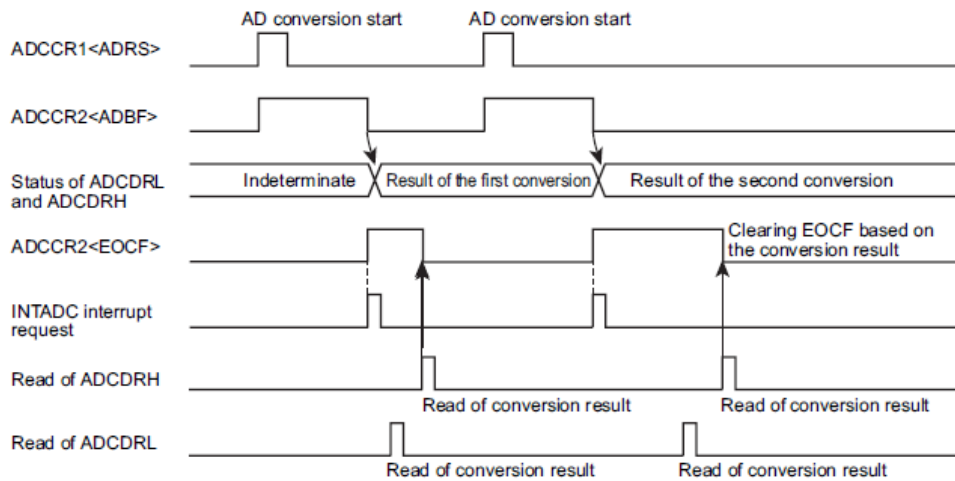 AD conversion start
AD conversion start
ADCCR1<ADRS>
ADCCR2<ADBF>
Status of ADCDRL
and ADCDRH
Indeterminate
Result of the first conversion
Result of the second conversion
ADCCR2<EOCF>
Clearing EOCF based on
the conversion result
INTADC interrupt
request
Read of ADCDRH
Read of conversion result
Read of conversion result
Read of ADCDRL
Read of conversion result
Read of conversion result